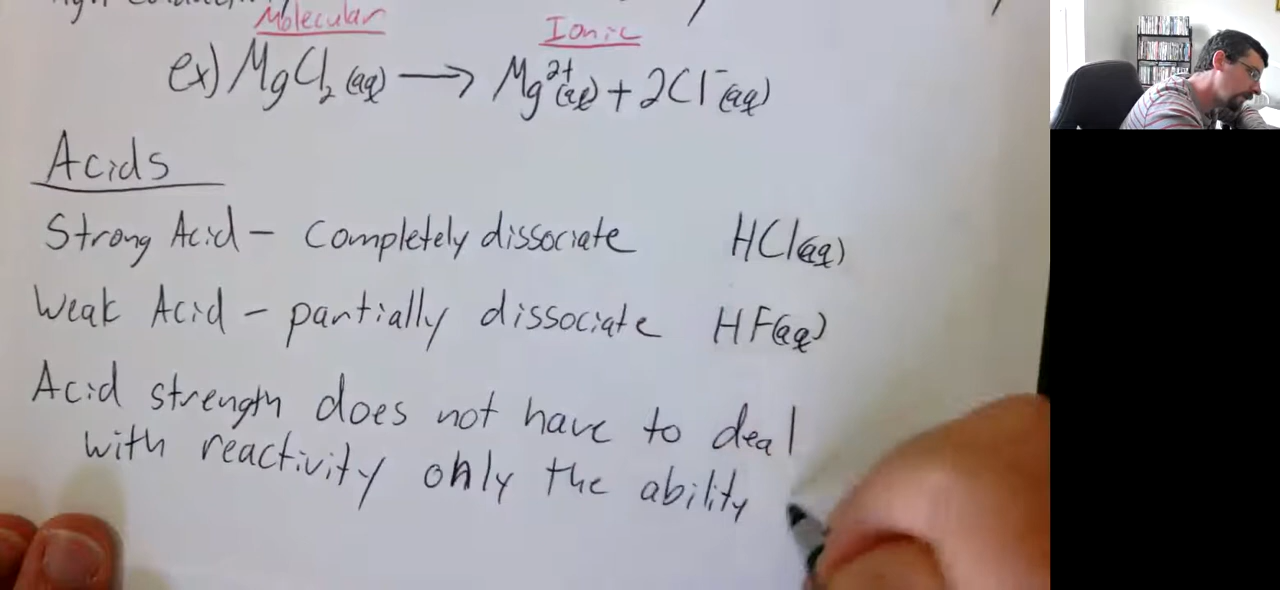 Molecular Ionic
ex) MgCl₂ (aq) ⟶ Mg²⁺(aq) + 2Cl⁻(aq)
Acids
Strong Acid – Completely dissociate HCl(aq)
Weak Acid – partially dissociate HF(aq)
Acid strength does not have to deal
with reactivity only the ability